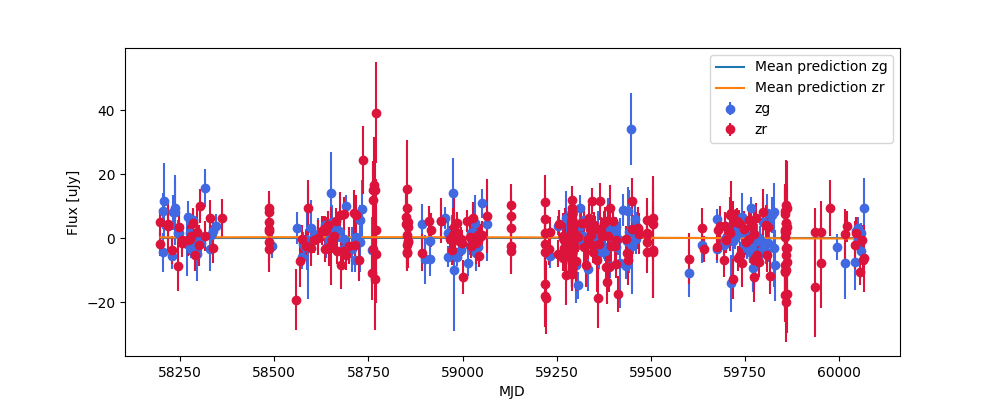 Mean prediction zg
Mean prediction zr
zg
zr
Flux [uJy]
40
20
0
−20
58250 58500 58750 59000 59250 59500 59750 60000
MJD